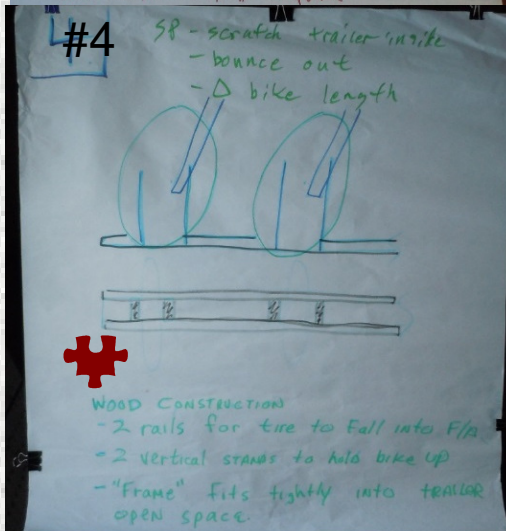 #4
SP - scratch trailer inside
- bounce out
- Δ bike length
WOOD CONSTRUCTION
- 2 rails for tire to fall into F/R
- 2 vertical STANDS to hold bike up
- "Frame" fits tightly into TRAILOR
open space.